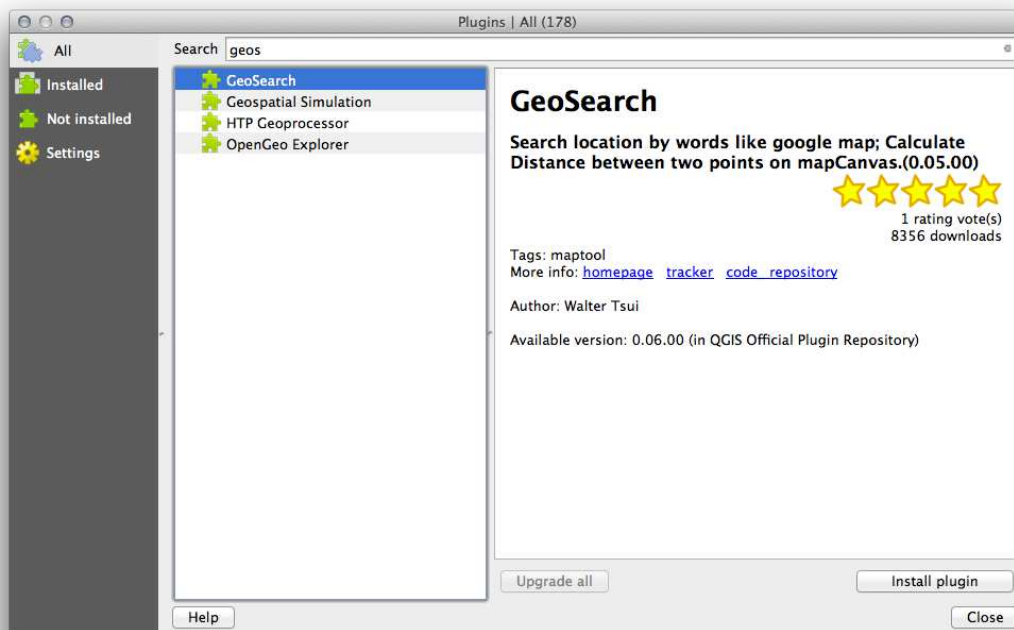 Plugins | All (178)
All
Installed
Not installed
Settings
Search geos
GeoSearch
Geospatial Simulation
HTP Geoprocessor
OpenGeo Explorer
GeoSearch
Search location by words like google map; Calculate
Distance between two points on mapCanvas.(0.05.00)
1 rating vote(s)
8356 downloads
Tags: maptool
More info: homepage tracker code repository
Author: Walter Tsui
Available version: 0.06.00 (in QGIS Official Plugin Repository)
Upgrade all
Install plugin
Help
Close